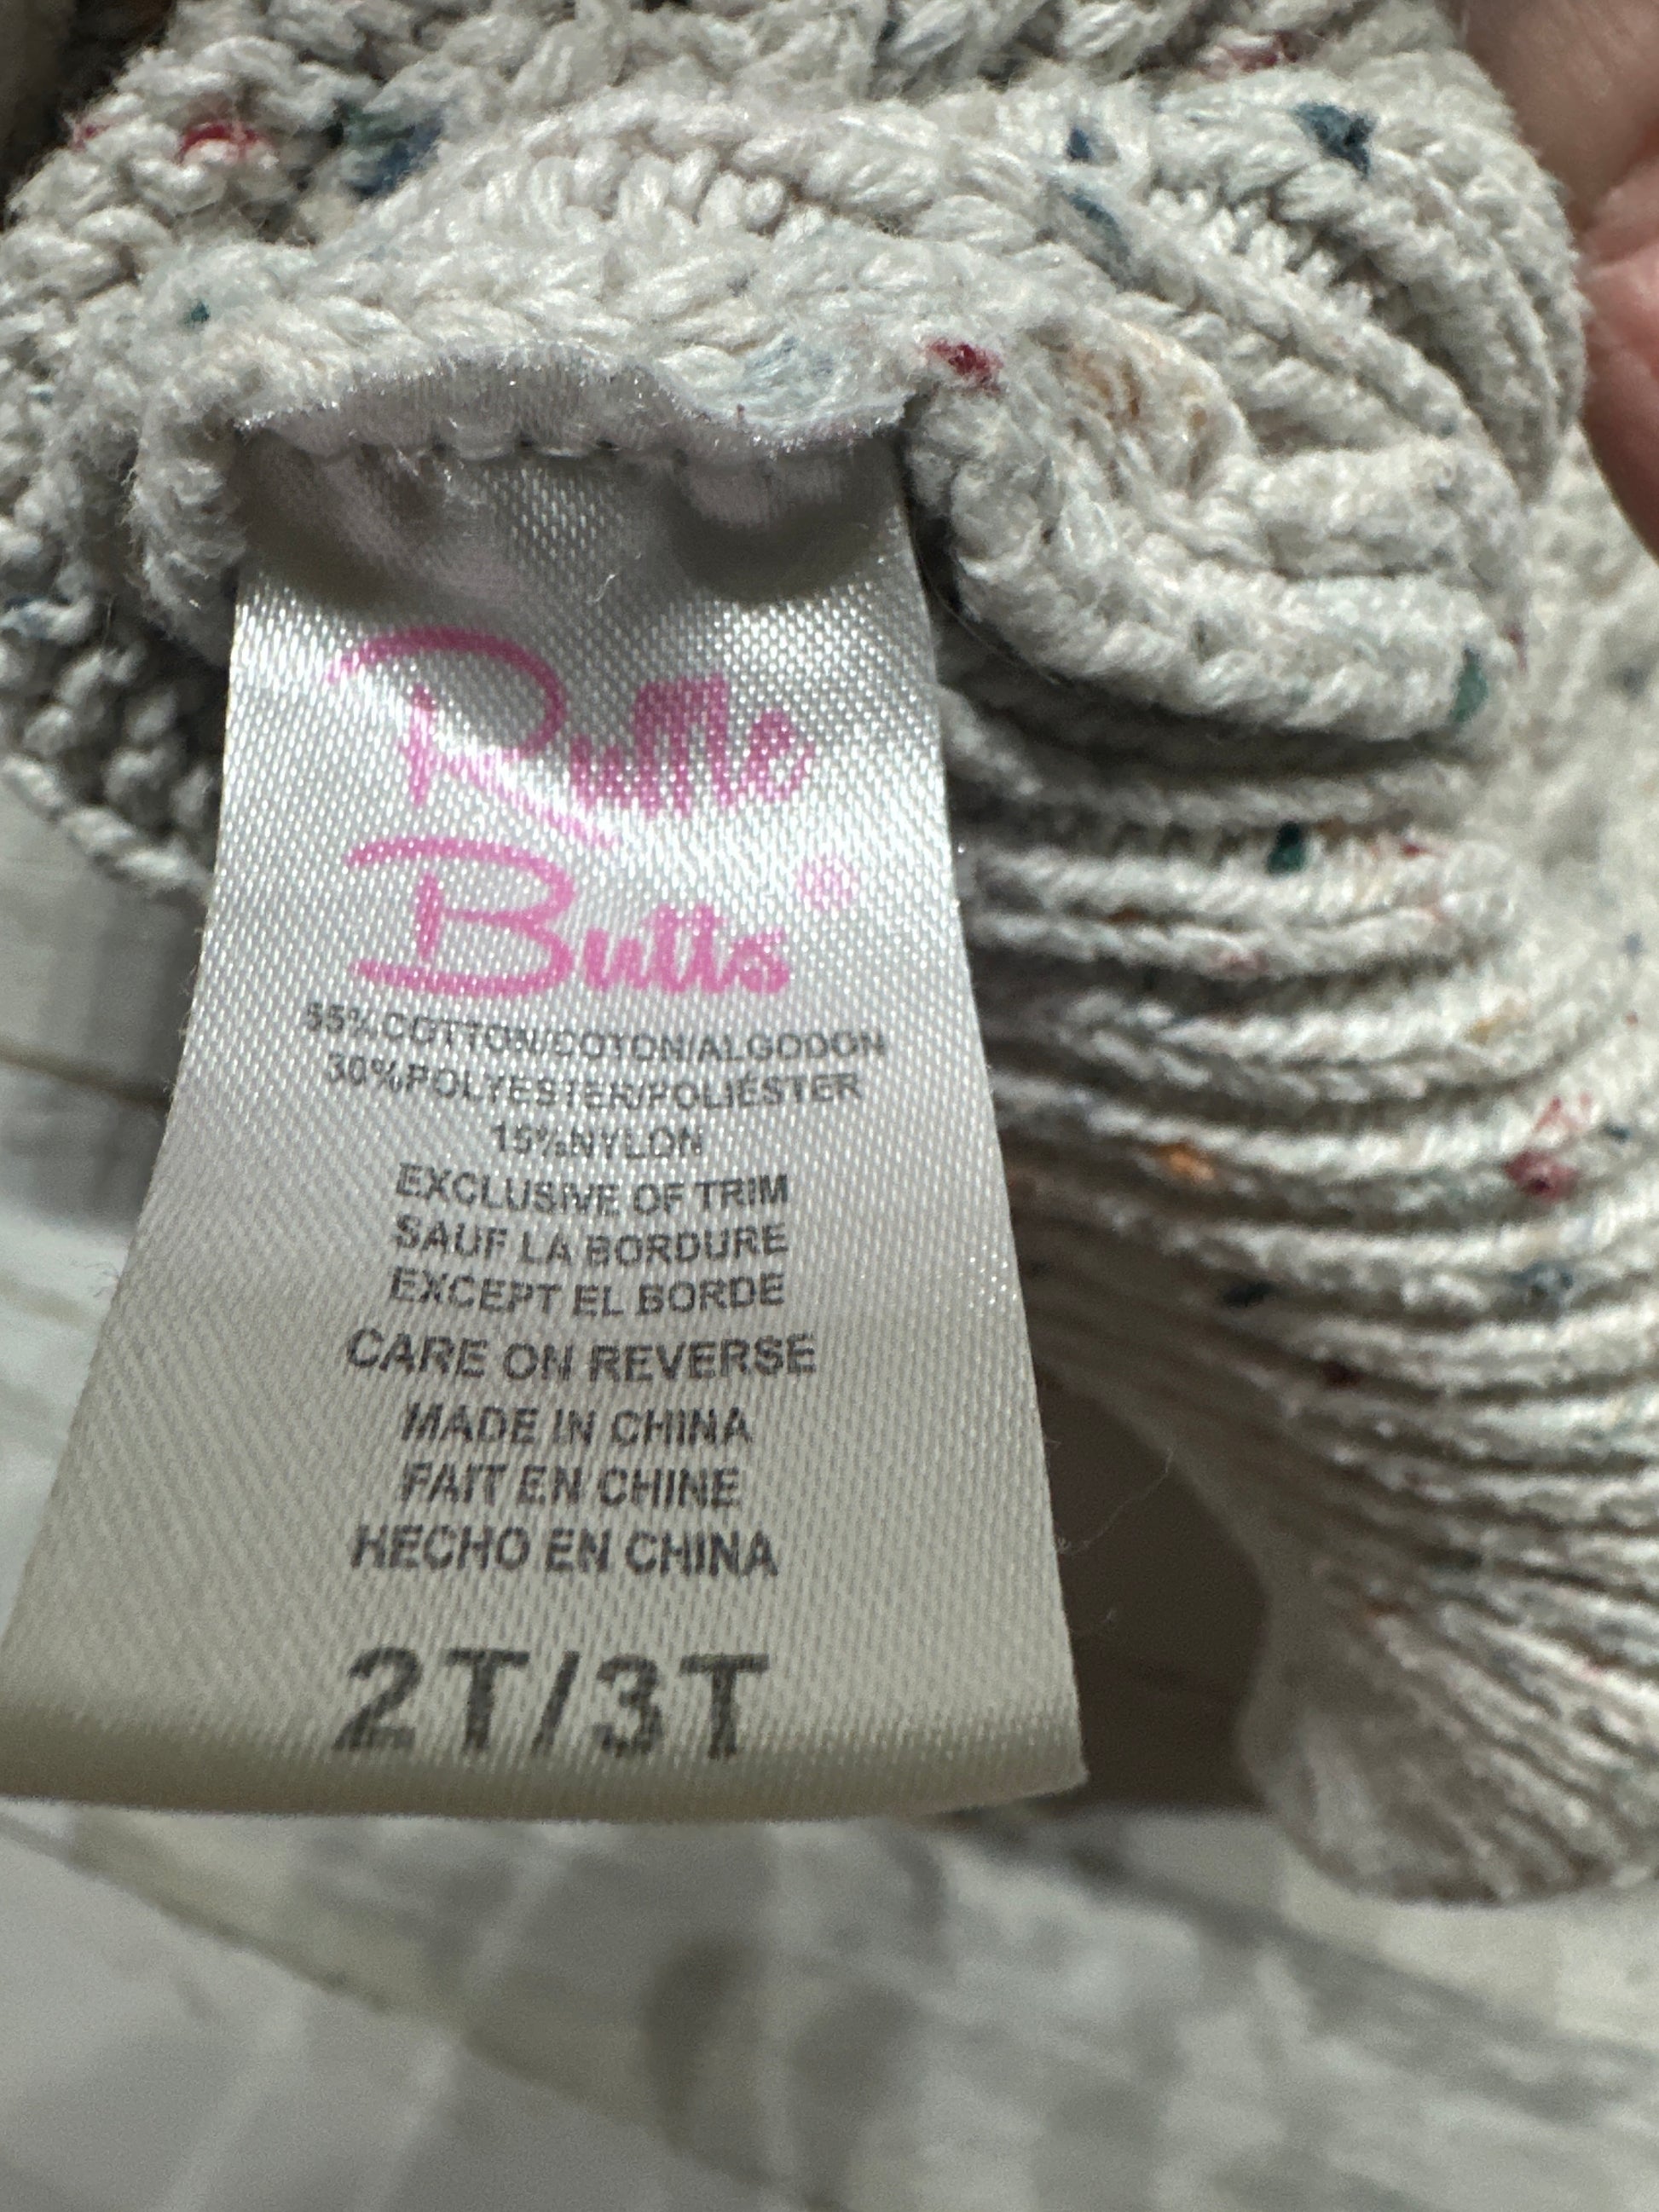 Ruffle
Butts®
55%COTTON/COTON/ALGODON
30%POLYESTER/POLIÉSTER
15%NYLON
EXCLUSIVE OF TRIM
SAUF LA BORDURE
EXCEPT EL BORDE
CARE ON REVERSE
MADE IN CHINA
FAIT EN CHINE
HECHO EN CHINA
2T/3T